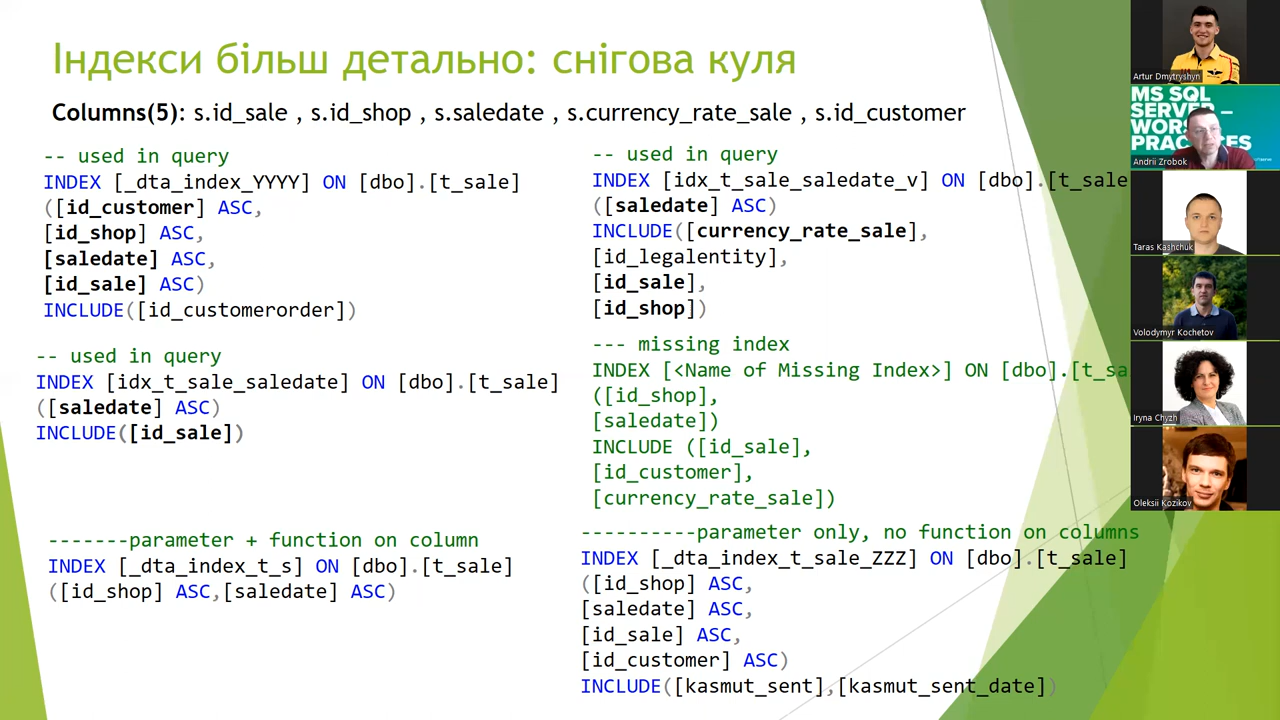 Індекси більш детально: снігова куля
Columns(5): s.id_sale , s.id_shop , s.saledate , s.currency_rate_sale , s.id_customer
-- used in query
INDEX [_dta_index_YYYY] ON [dbo].[t_sale]
([id_customer] ASC,
[id_shop] ASC,
[saledate] ASC,
[id_sale] ASC)
INCLUDE([id_customerorder])
-- used in query
INDEX [idx_t_sale_saledate] ON [dbo].[t_sale]
([saledate] ASC)
INCLUDE([id_sale])
-------parameter + function on column
INDEX [_dta_index_t_s] ON [dbo].[t_sale]
([id_shop] ASC,[saledate] ASC)
-- used in query
INDEX [idx_t_sale_saledate_v] ON [dbo].[t_sale
([saledate] ASC)
INCLUDE([currency_rate_sale],
[id_legalentity],
[id_sale],
[id_shop])
--- missing index
INDEX [<Name of Missing Index>] ON [dbo].[t_sa
([id_shop],
[saledate])
INCLUDE ([id_sale],
[id_customer],
[currency_rate_sale])
----------parameter only, no function on columns
INDEX [_dta_index_t_sale_ZZZ] ON [dbo].[t_sale]
([id_shop] ASC,
[saledate] ASC,
[id_sale] ASC,
[id_customer] ASC)
INCLUDE([kasmut_sent],[kasmut_sent_date])
Artur Dmytryshyn
MS SQL
SERVER –
WORS
PRACTICES
Andrii Zrobok
Taras Kashchuk
Volodymyr Kochetov
Iryna Chyzh
Oleksii Kozikov